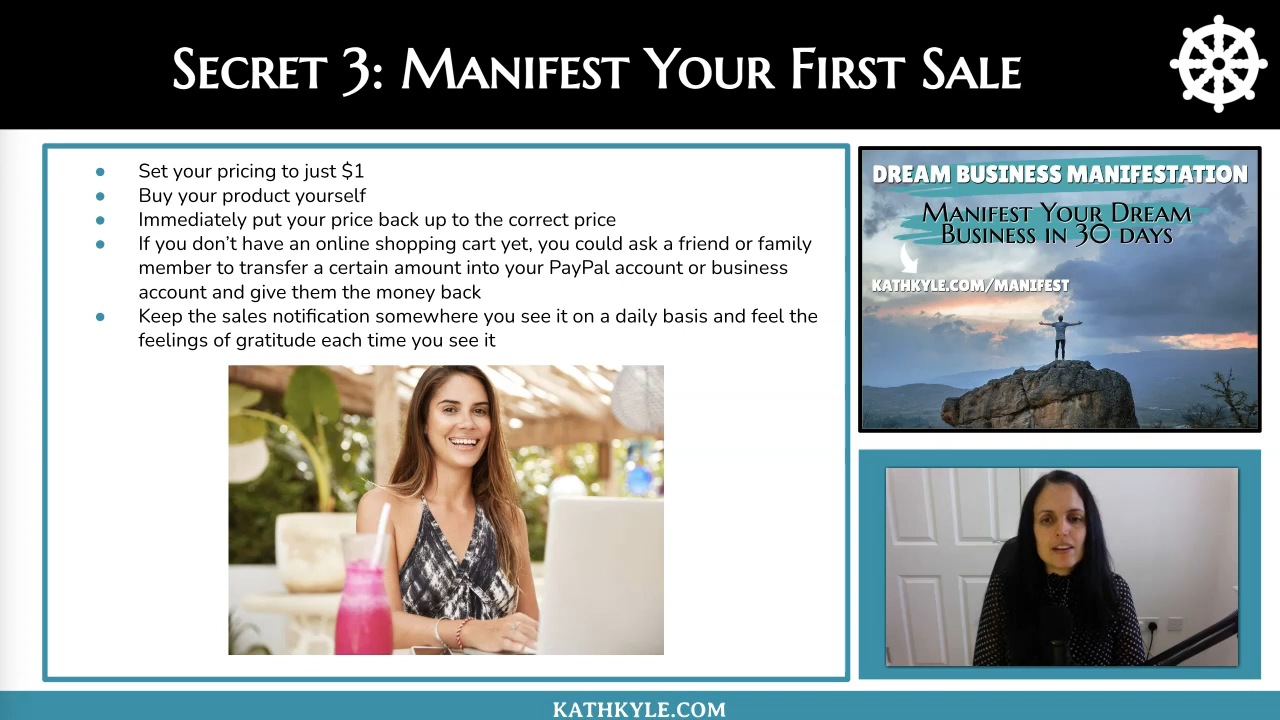 Secret 3: Manifest Your First Sale
● Set your pricing to just $1
● Buy your product yourself
● Immediately put your price back up to the correct price
● If you don’t have an online shopping cart yet, you could ask a friend or family
member to transfer a certain amount into your PayPal account or business
account and give them the money back
● Keep the sales notification somewhere you see it on a daily basis and feel the
feelings of gratitude each time you see it
DREAM BUSINESS MANIFESTATION
Manifest Your Dream
Business in 30 days
KATHKYLE.COM/MANIFEST
KATHKYLE.COM